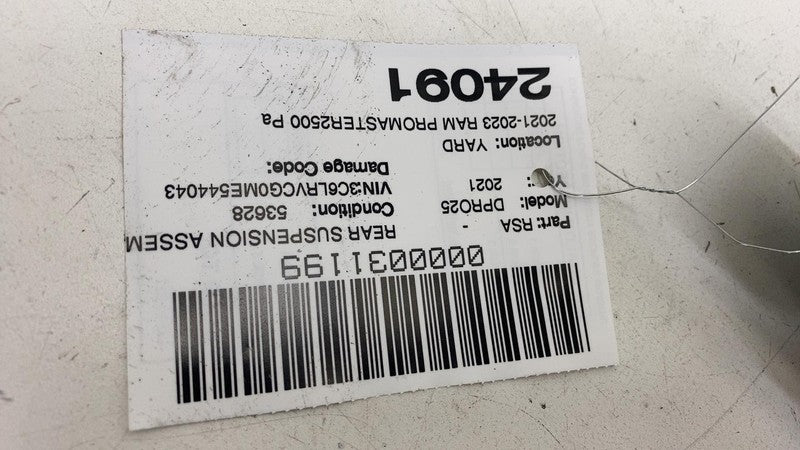 0000031199
Part: RSA - REAR SUSPENSION ASSEM
Model: DPRO25 Condition: 53628
2021 VIN:3C6LRVCG0ME544043
Damage Code:
Location: YARD
2021-2023 RAM PROMASTER2500 Pa
24091